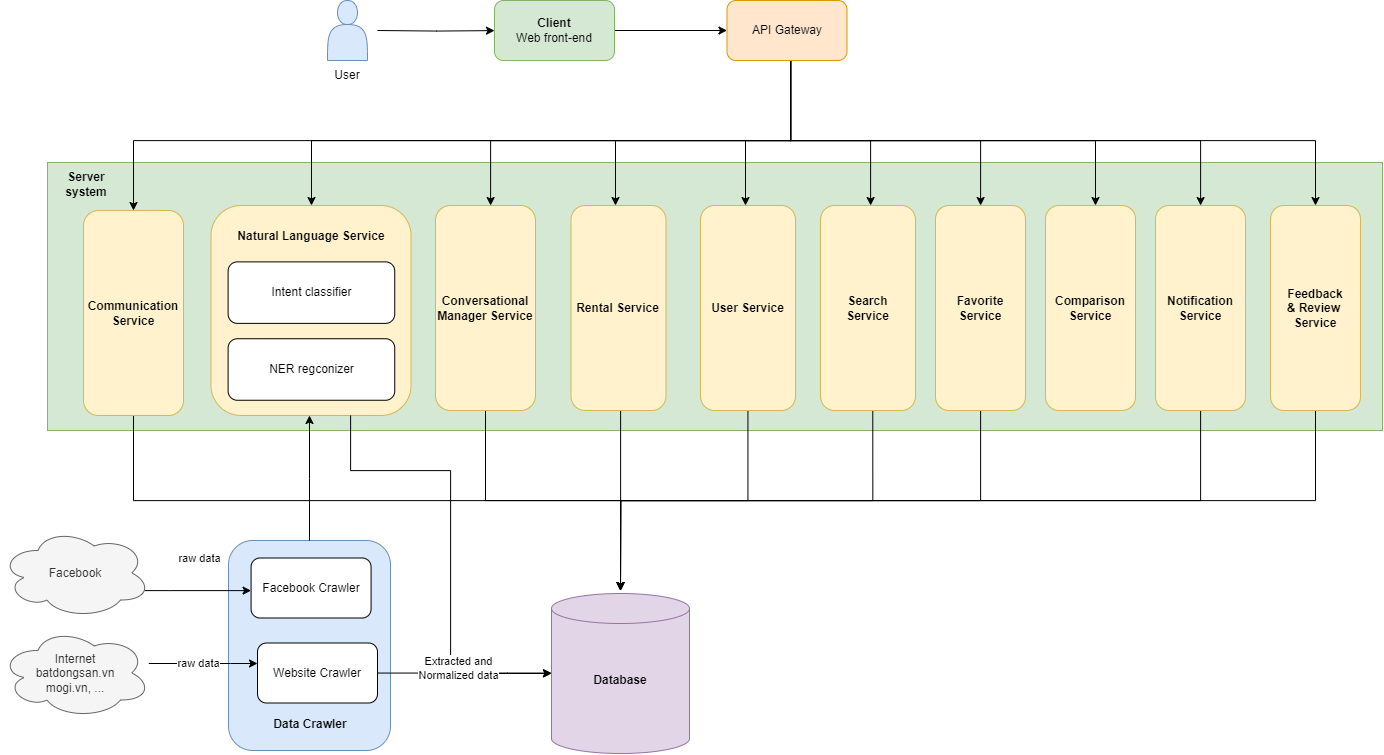 Client
Web front-end
API Gateway
User
Server
system
Communication
Service
Natural Language Service
Intent classifier
NER regconizer
Conversational
Manager Service
Rental Service
User Service
Search
Service
Favorite
Service
Comparison
Service
Notification
Service
Feedback
& Review
Service
Facebook
raw data
Facebook Crawler
Internet
batdongsan.vn
mogi.vn, ...
raw data
Website Crawler
Data Crawler
Extracted and
Normalized data
Database